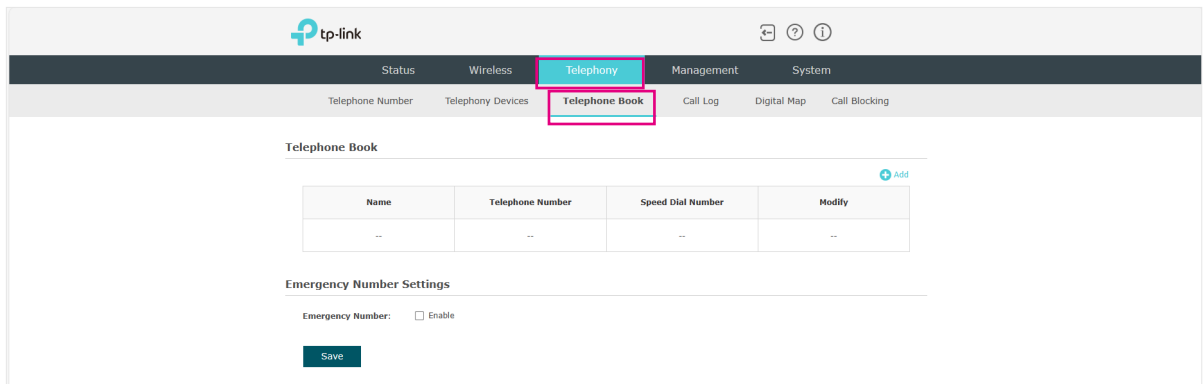 tp-link
Status Wireless Telephony Management System
Telephone Number Telephony Devices Telephone Book Call Log Digital Map Call Blocking
Telephone Book
Add
Name Telephone Number Speed Dial Number Modify
-- -- -- --
Emergency Number Settings
Emergency Number: Enable
Save